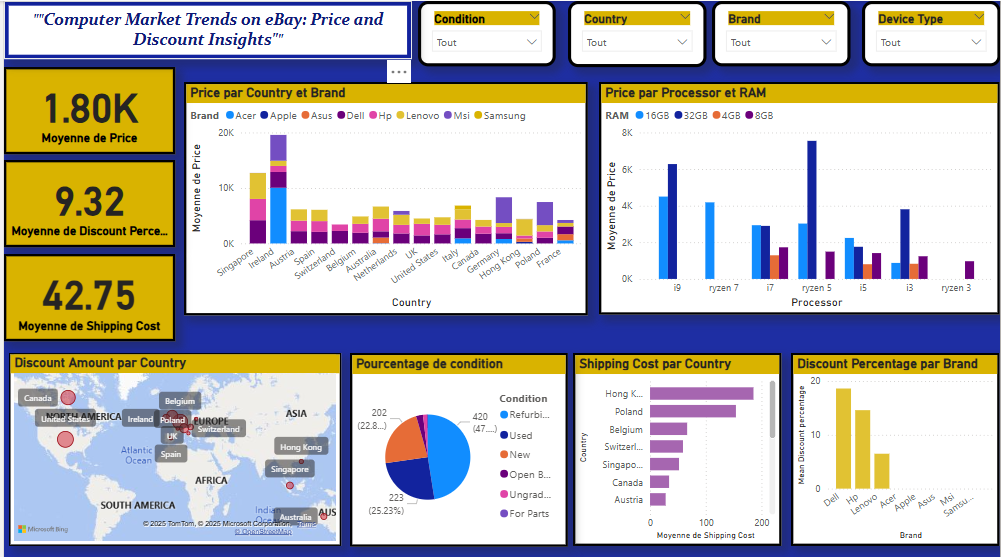 ""Computer Market Trends on eBay: Price and
Discount Insights""
Condition
Tout
Country
Tout
Brand
Tout
Device Type
Tout
1.80K
Moyenne de Price
9.32
Moyenne de Discount Perce...
42.75
Moyenne de Shipping Cost
Price par Country et Brand
Brand Acer Apple Asus Dell Hp Lenovo Msi Samsung
Moyenne de Price
20K
10K
0K
Singapore
Ireland
Austria
Spain
Switzerland
Belgium
Australia
Netherlands
UK
United States
Italy
Canada
Germany
Hong Kong
Poland
France
Country
Price par Processor et RAM
RAM 16GB 32GB 4GB 8GB
Moyenne de Price
8K
6K
4K
2K
0K
i9 ryzen 7 i7 ryzen 5 i5 i3 ryzen 3
Processor
Discount Amount par Country
Canada
United States
NORTH AMERICA
Belgium
Ireland
Poland
EUROPE
UK
Switzerland
Spain
ASIA
Atlantic
Ocean
Hong Kong
Singapore
AFRICA
SOUTH AMERICA
Indian
Australia
AUS
Microsoft Bing
© 2025 TomTom, © 2025 Microsoft Corporation
© OpenStreetMap
Pourcentage de condition
202
(22.8...)
420
(47....)
223
(25.23%)
Condition
Refurbi...
Used
New
Open B...
Ungrad...
For Parts
Shipping Cost par Country
Country
Hong K...
Poland
Belgium
Switzerl...
Singapo...
Canada
Austria
0 100 200
Moyenne de Shipping Cost
Discount Percentage par Brand
Mean Discount percentage
20
10
0
Dell
Hp
Lenovo
Acer
Apple
Asus
Msi
Samsu...
Brand